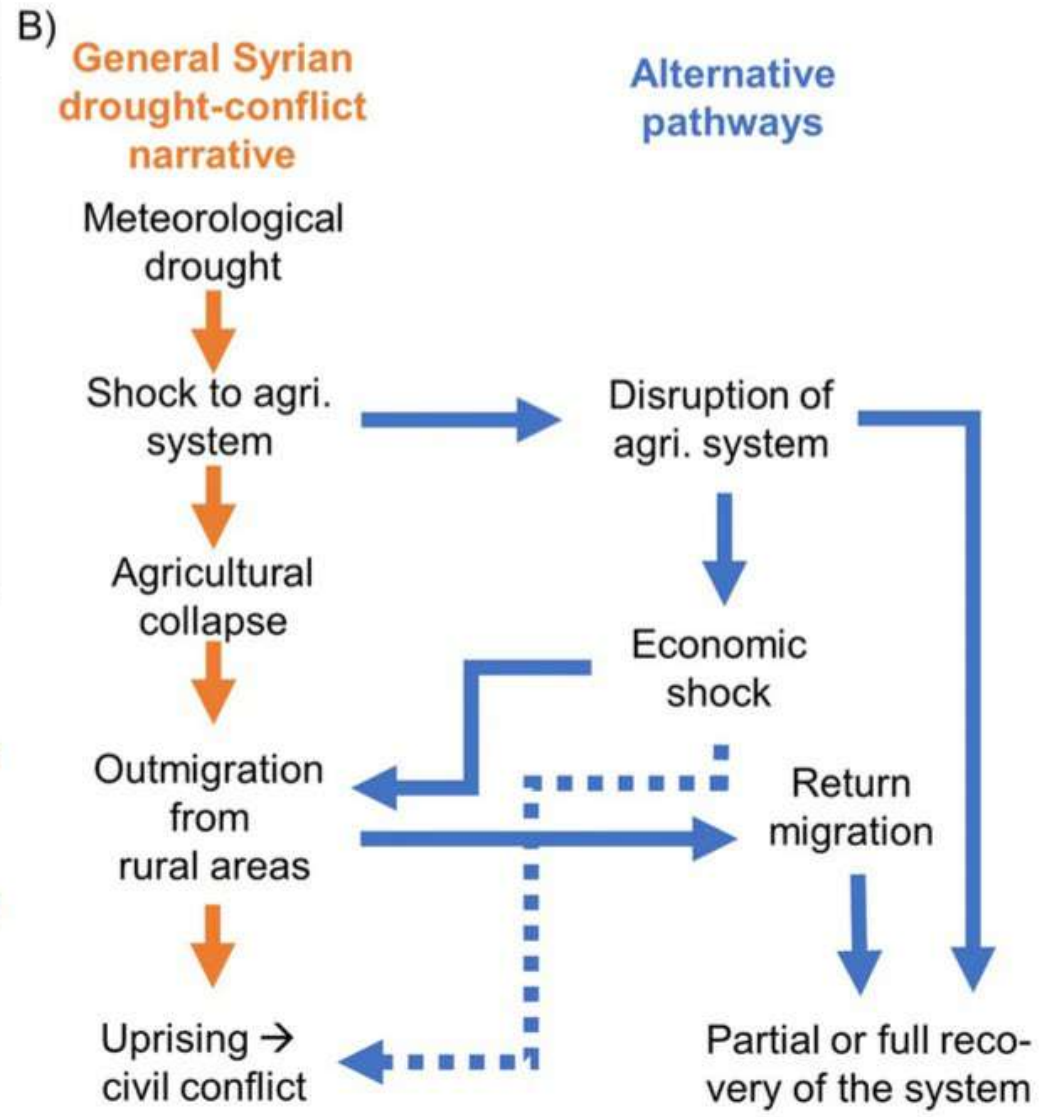 B)
General Syrian
drought-conflict
narrative
Alternative
pathways
Meteorological
drought
Shock to agri.
system
Disruption of
agri. system
Agricultural
collapse
Economic
shock
Outmigration
from
rural areas
Return
migration
Uprising →
civil conflict
Partial or full reco-
very of the system